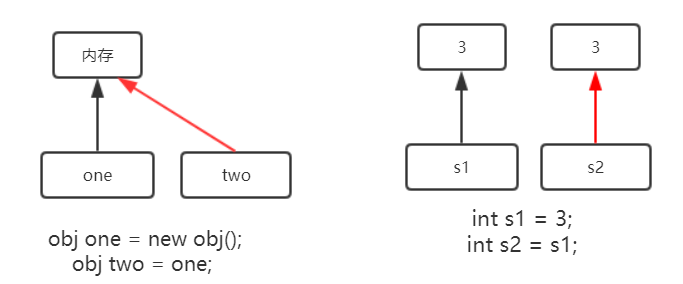 内存
one
two
obj one = new obj();
obj two = one;
3
3
s1
s2
int s1 = 3;
int s2 = s1;